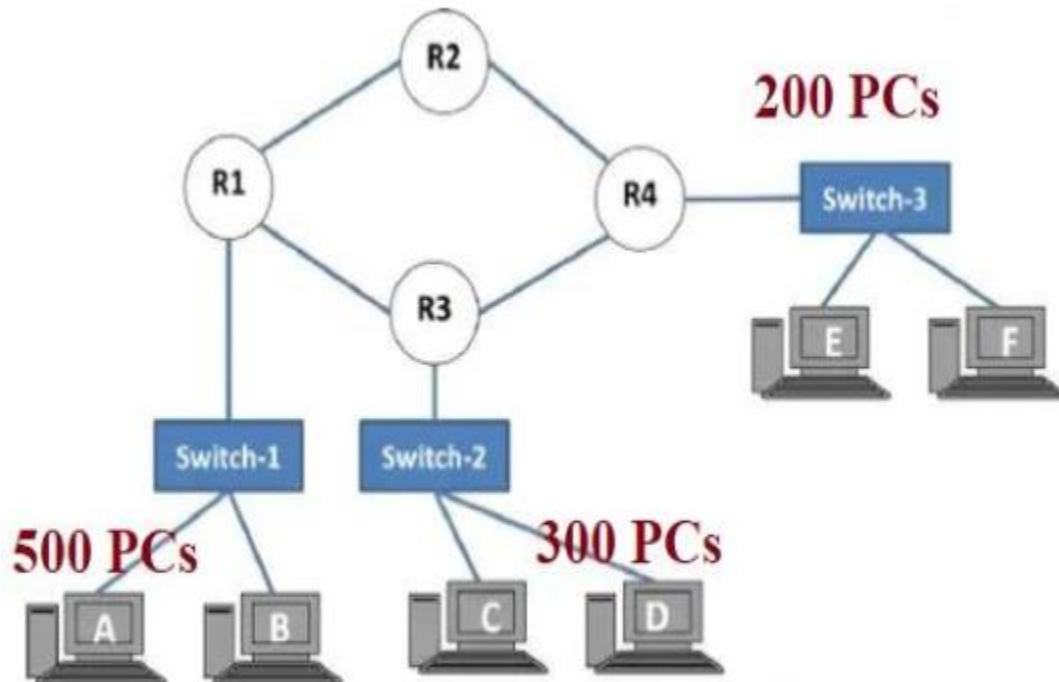 R2
200 PCs
R1
R4
Switch-3
R3
E
F
Switch-1
Switch-2
500 PCs
300 PCs
A
B
C
D